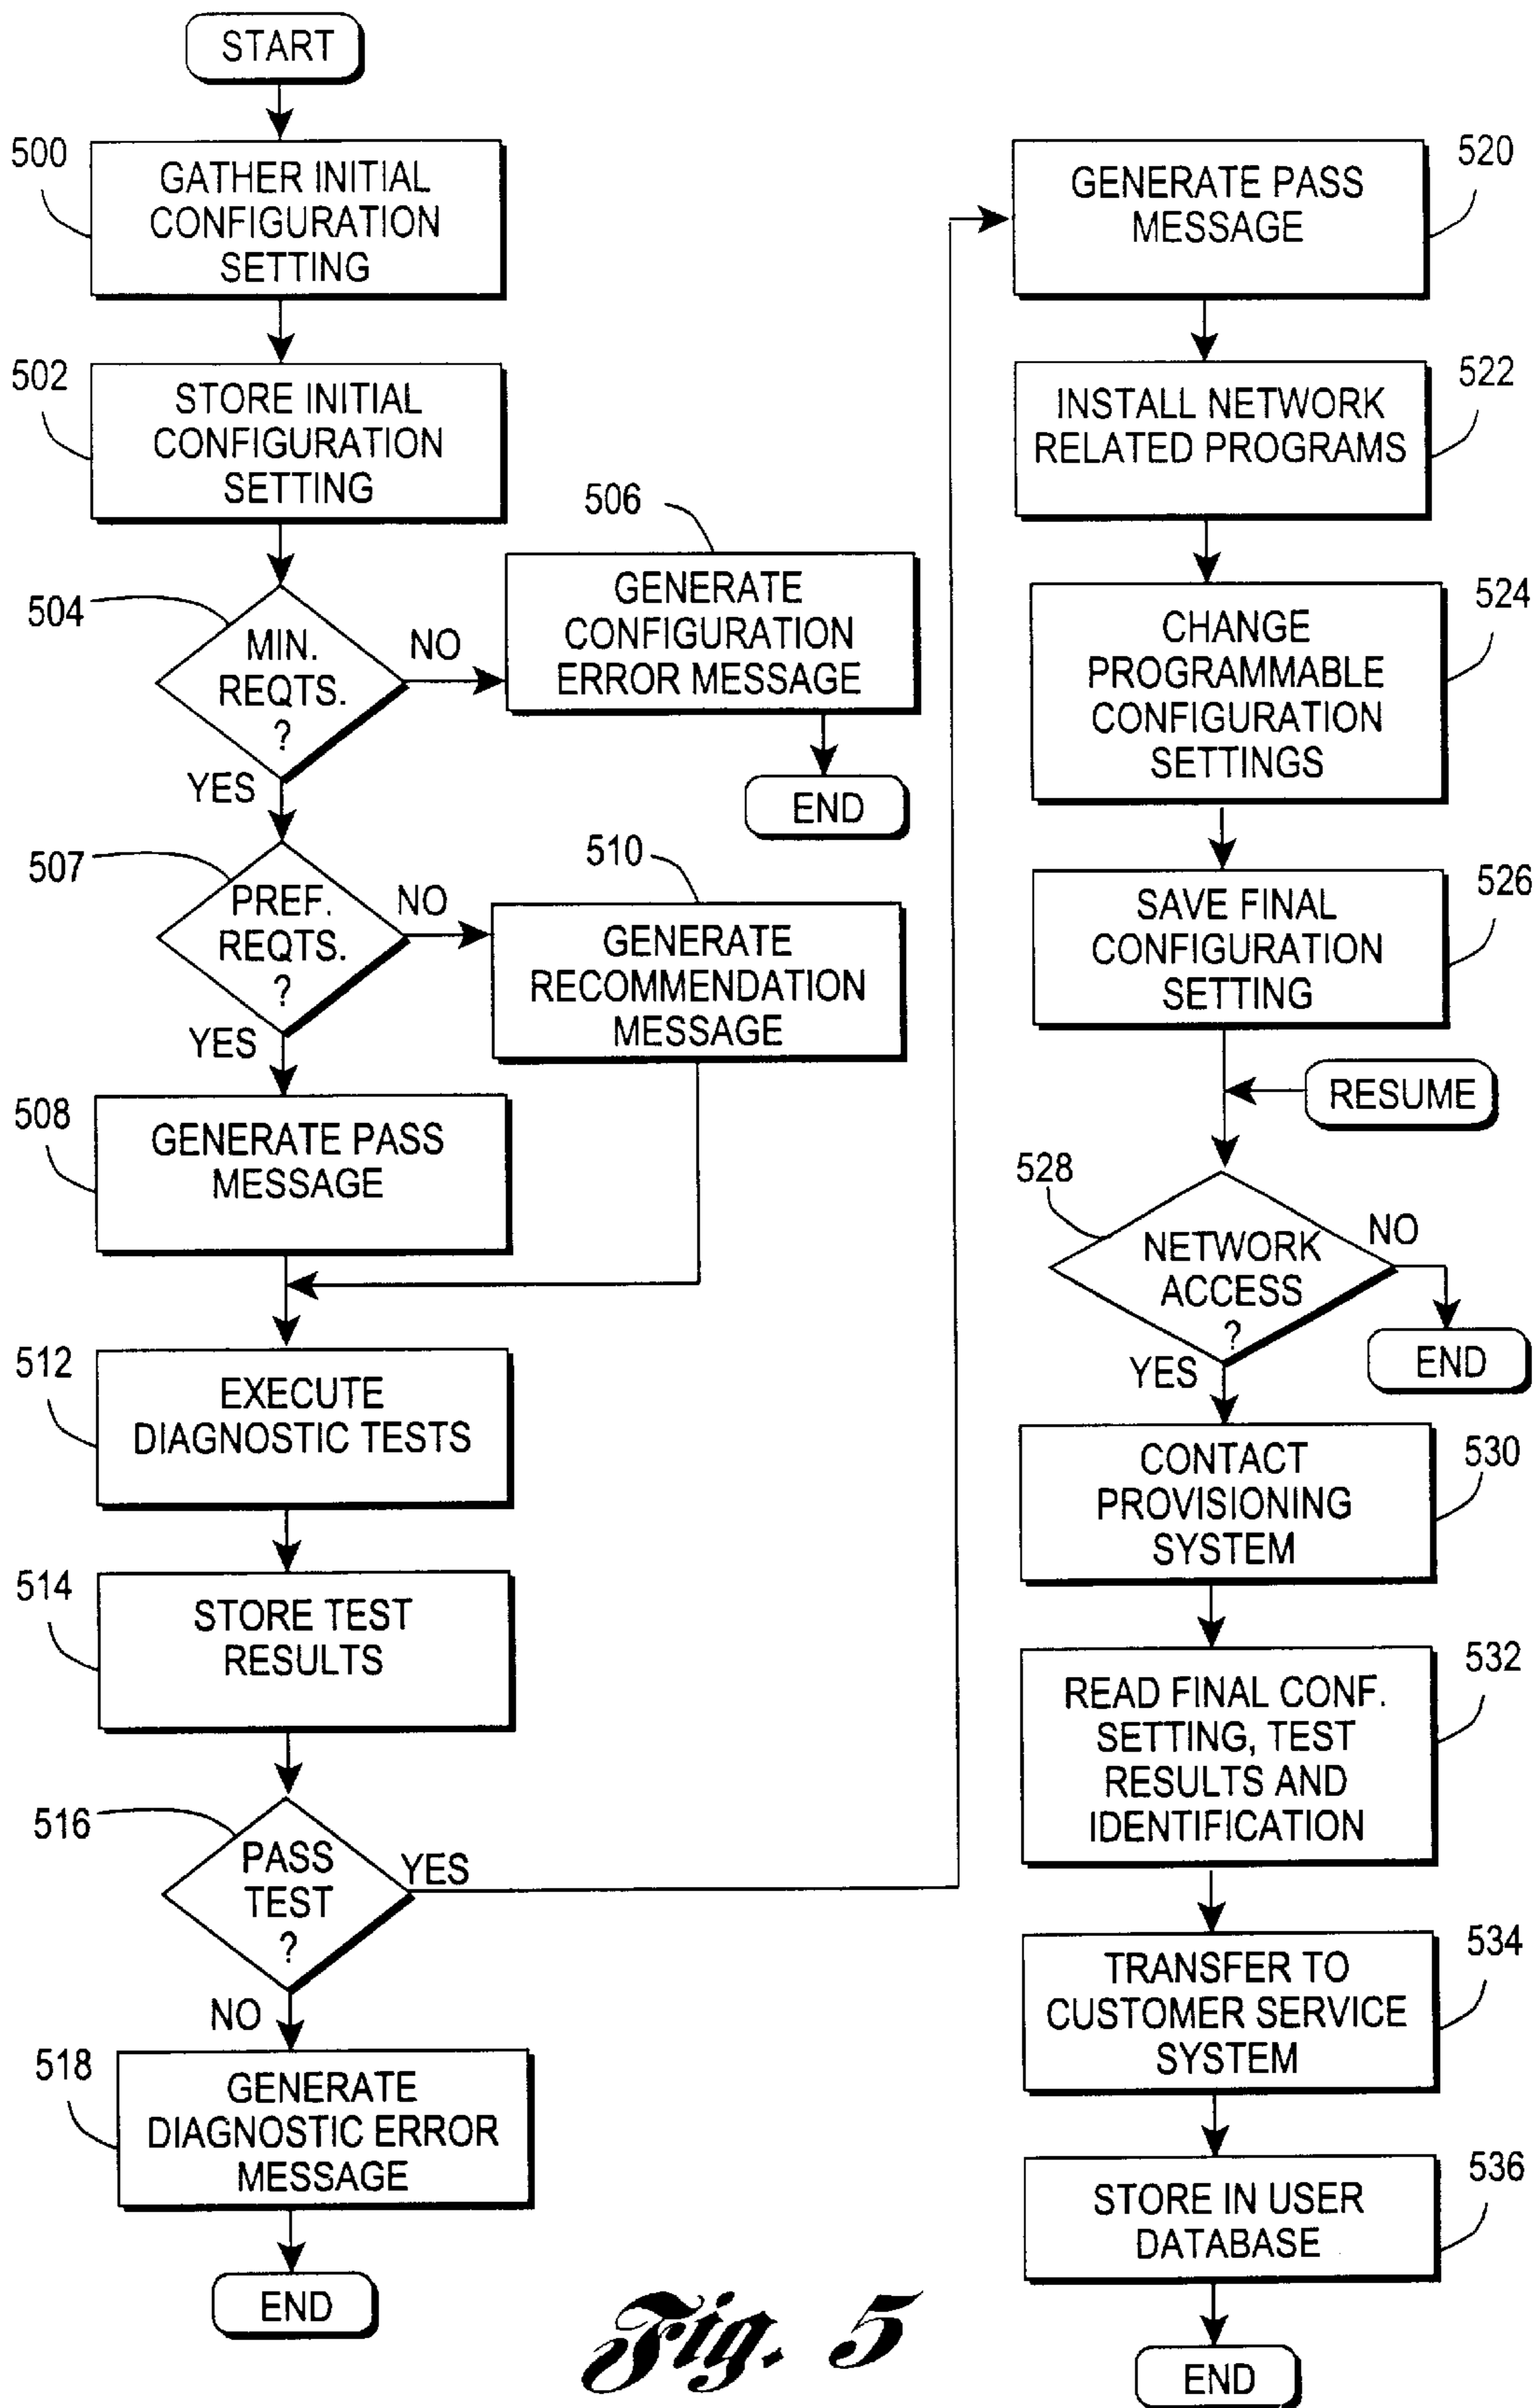 START
500
GATHER INITIAL
CONFIGURATION
SETTING
502
STORE INITIAL
CONFIGURATION
SETTING
504
MIN.
REQTS.
?
NO
YES
506
GENERATE
CONFIGURATION
ERROR MESSAGE
END
507
PREF.
REQTS.
?
NO
YES
510
GENERATE
RECOMMENDATION
MESSAGE
508
GENERATE PASS
MESSAGE
512
EXECUTE
DIAGNOSTIC TESTS
514
STORE TEST
RESULTS
516
PASS
TEST
?
YES
NO
518
GENERATE
DIAGNOSTIC ERROR
MESSAGE
END
520
GENERATE PASS
MESSAGE
522
INSTALL NETWORK
RELATED PROGRAMS
524
CHANGE
PROGRAMMABLE
CONFIGURATION
SETTINGS
526
SAVE FINAL
CONFIGURATION
SETTING
RESUME
528
NETWORK
ACCESS
?
NO
END
YES
530
CONTACT
PROVISIONING
SYSTEM
532
READ FINAL CONF.
SETTING, TEST
RESULTS AND
IDENTIFICATION
534
TRANSFER TO
CUSTOMER SERVICE
SYSTEM
536
STORE IN USER
DATABASE
END
Fig. 5